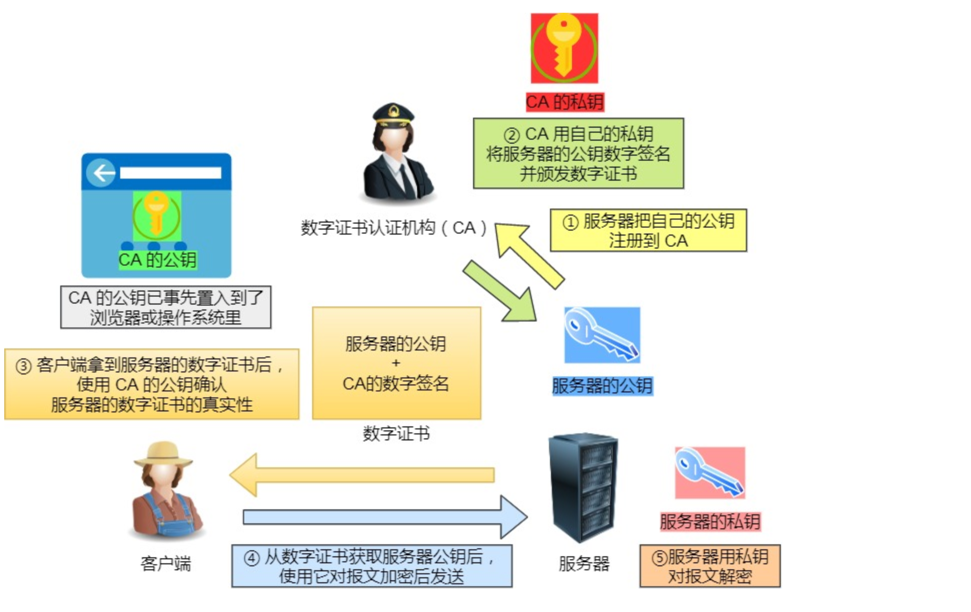 CA 的私钥
② CA 用自己的私钥
将服务器的公钥数字签名
并颁发数字证书
数字证书认证机构（CA）
① 服务器把自己的公钥
注册到 CA
CA 的公钥
CA 的公钥已事先置入到了
浏览器或操作系统里
③ 客户端拿到服务器的数字证书后，
使用 CA 的公钥确认
服务器的数字证书的真实性
服务器的公钥
+
CA的数字签名
数字证书
服务器的公钥
服务器的私钥
客户端
④ 从数字证书获取服务器公钥后，
使用它对报文加密后发送
服务器
⑤服务器用私钥
对报文解密